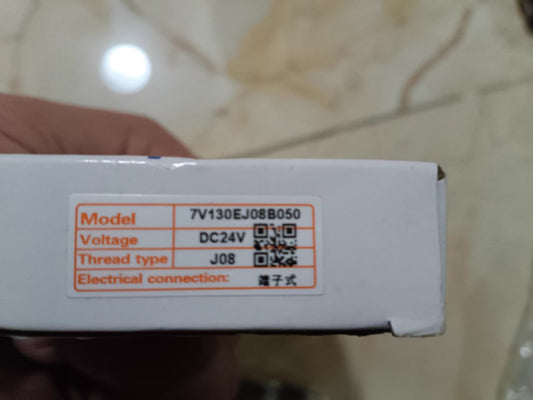 Model 7V130EJ08B050
Voltage DC24V
Thread type J08
Electrical connection: 端子式